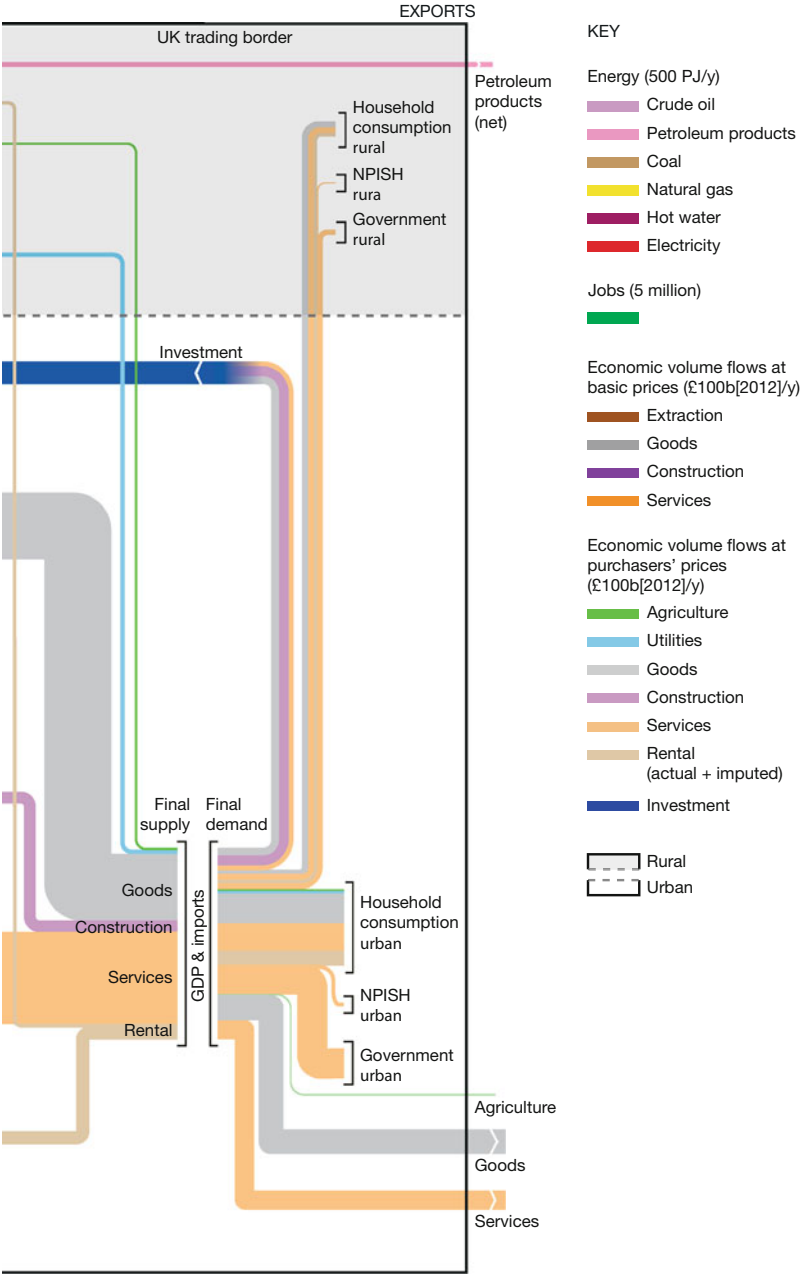 EXPORTS
UK trading border
Petroleum
products
(net)
Household
consumption
rural
NPISH
rura
Government
rural
Investment
Final
supply
Final
demand
Goods
Construction
Services
Rental
GDP & imports
Household
consumption
urban
NPISH
urban
Government
urban
Agriculture
Goods
Services
KEY
Energy (500 PJ/y)
Crude oil
Petroleum products
Coal
Natural gas
Hot water
Electricity
Jobs (5 million)
Economic volume flows at
basic prices (£100b[2012]/y)
Extraction
Goods
Construction
Services
Economic volume flows at
purchasers’ prices
(£100b[2012]/y)
Agriculture
Utilities
Goods
Construction
Services
Rental
(actual + imputed)
Investment
Rural
Urban